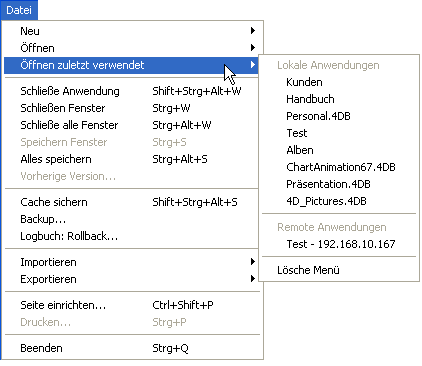 Datei
Neu
Öffnen
Öffnen zuletzt verwendet
Schließe Anwendung Shift+Strg+Alt+W
Schließen Fenster Strg+W
Schließe alle Fenster Strg+Alt+W
Speichern Fenster Strg+S
Alles speichern Strg+Alt+S
Vorherige Version...
Cache sichern Shift+Strg+Alt+S
Backup...
Logbuch: Rollback...
Importieren
Exportieren
Seite einrichten... Ctrl+Shift+P
Drucken... Strg+P
Beenden Strg+Q
Lokale Anwendungen
Kunden
Handbuch
Personal.4DB
Test
Alben
ChartAnimation67.4DB
Präsentation.4DB
4D_Pictures.4DB
Remote Anwendungen
Test - 192.168.10.167
Lösche Menü